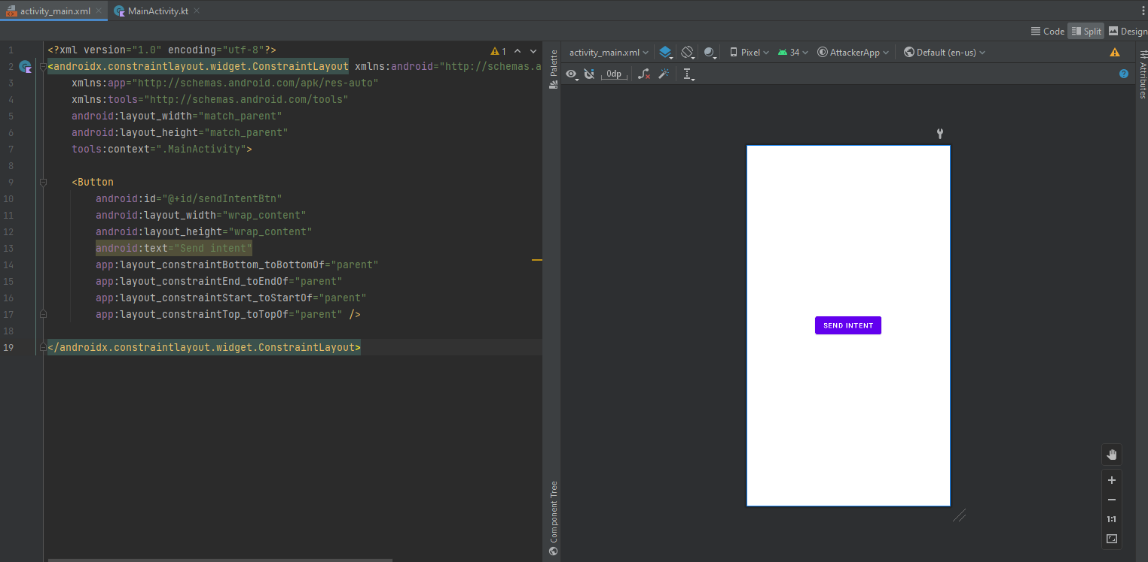 activity_main.xml MainActivity.kt
Code Split Design
1 <?xml version="1.0" encoding="utf-8"?> 1
2 <androidx.constraintlayout.widget.ConstraintLayout xmlns:android="http://schemas.a
3 xmlns:app="http://schemas.android.com/apk/res-auto"
4 xmlns:tools="http://schemas.android.com/tools"
5 android:layout_width="match_parent"
6 android:layout_height="match_parent"
7 tools:context=".MainActivity">
8
9 <Button
10 android:id="@+id/sendIntentBtn"
11 android:layout_width="wrap_content"
12 android:layout_height="wrap_content"
13 android:text="Send intent"
14 app:layout_constraintBottom_toBottomOf="parent"
15 app:layout_constraintEnd_toEndOf="parent"
16 app:layout_constraintStart_toStartOf="parent"
17 app:layout_constraintTop_toTopOf="parent" />
18
19 </androidx.constraintlayout.widget.ConstraintLayout>
Palette
Component Tree
activity_main.xml Pixel 34 AttackerApp Default (en-us)
0dp
SEND INTENT
1:1
Attributes